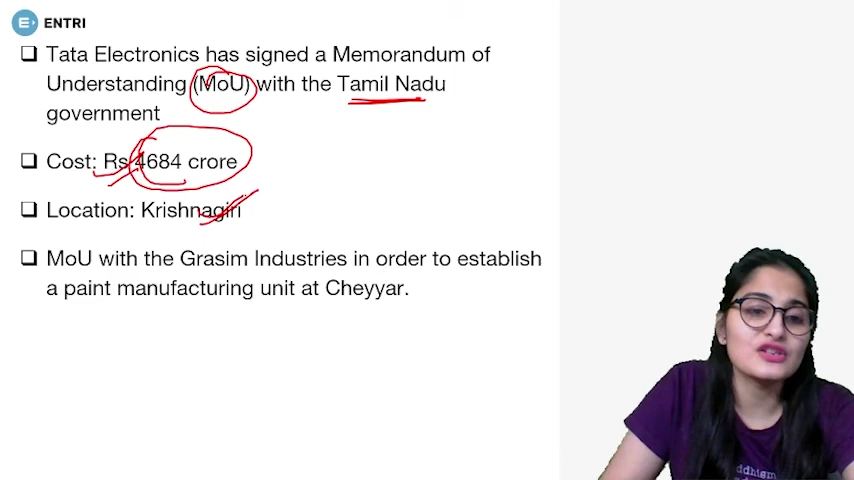 E ENTRI
❑ Tata Electronics has signed a Memorandum of
Understanding (MoU) with the Tamil Nadu
government
❑ Cost: Rs 4684 crore
❑ Location: Krishnagiri
❑ MoU with the Grasim Industries in order to establish
a paint manufacturing unit at Cheyyar.